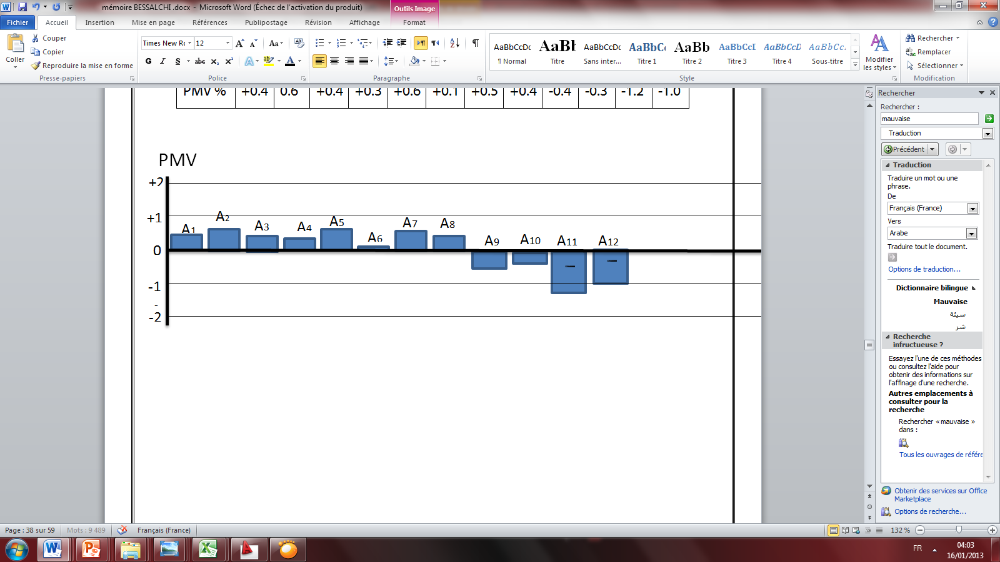 mémoire BESSALCHI .docx - Microsoft Word (Échec de l'activation du produit)
Outils Image
Fichier Accueil Insertion Mise en page Références Publipostage Révision Affichage Format
Coller
Couper
Copier
Reproduire la mise en forme
Presse-papiers
Times New Ro 12
G I S abc x₂ x²
Police
Paragraphe
AaBbCcDc AaBl AaBbCcDc AaBbC AaBb AaBbCcI AaBbCcD AaBbCc.
¶ Normal Titre Sans inter... Titre 1 Titre 2 Titre 3 Titre 4 Sous-titre
Style
Modifier les styles
Rechercher
Remplacer
Sélectionner
Modification
PMV % +0.4 0.6 +0.4 +0.3 +0.6 +0.1 +0.5 +0.4 -0.4 -0.3 -1.2 -1.0
PMV
+2
+1
0
-1
-
-2
A1 A2 A3 A4 A5 A6 A7 A8 A9 A10 A11 A12
Rechercher
Rechercher :
mauvaise
Traduction
Précédent
Traduction
Traduire un mot ou une
phrase.
De
Français (France)
Vers
Arabe
Traduire tout le document.
Options de traduction...
Dictionnaire bilingue
Mauvaise
سيئة
شر
Recherche
infructueuse ?
Essayez l'une de ces méthodes
ou consultez l'aide pour
obtenir des informations sur
l'affinage d'une recherche.
Autres emplacements à
consulter pour la
recherche
Rechercher « mauvaise »
dans :
Tous les ouvrages de référe
Obtenir des services sur Office
Marketplace
Options de recherche...
Page : 38 sur 59 Mots : 9 489 Français (France) 132 %
FR 04:03
16/01/2013